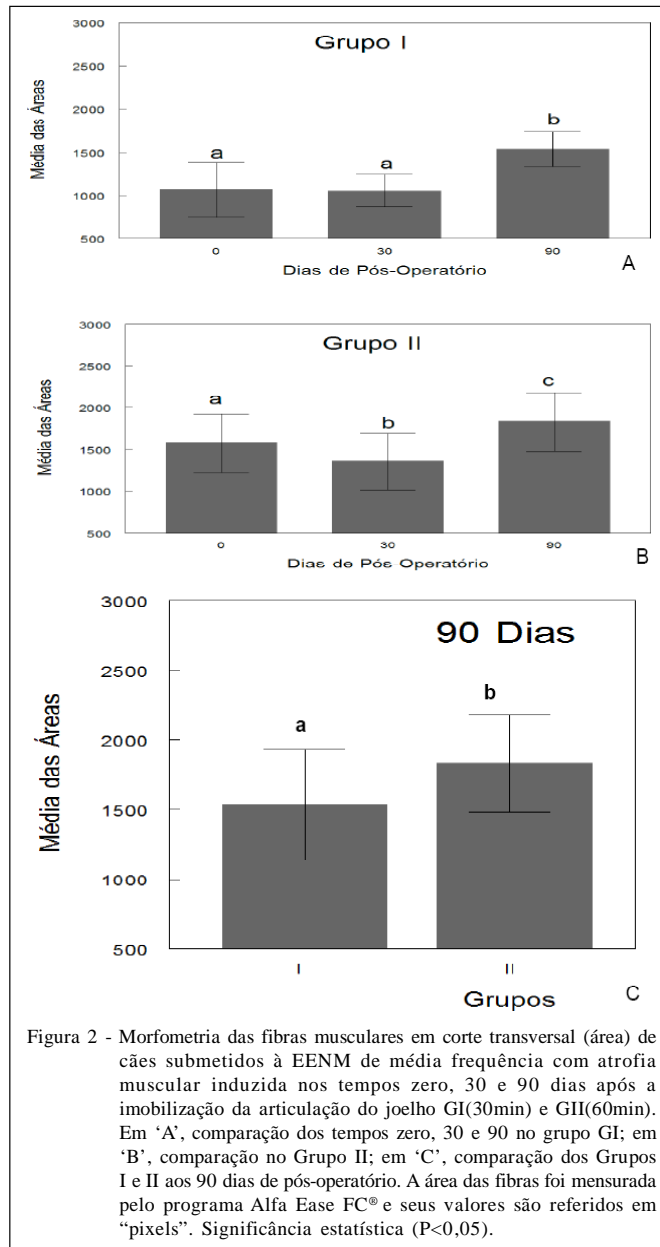 Grupo I
Média das Áreas
3000
2500
2000
1500
1000
500
a
a
b
0
30
90
Dias de Pós-Operatório
A
Grupo II
Média das Áreas
3000
2500
2000
1500
1000
500
a
b
c
0
30
90
Dias de Pós Operatório
B
90 Dias
Média das Áreas
3000
2500
2000
1500
1000
500
a
b
I
II
Grupos
C
Figura 2 - Morfometria das fibras musculares em corte transversal (área) de
cães submetidos à EENM de média frequência com atrofia
muscular induzida nos tempos zero, 30 e 90 dias após a
imobilização da articulação do joelho GI(30min) e GII(60min).
Em ‘A’, comparação dos tempos zero, 30 e 90 no grupo GI; em
‘B’, comparação no Grupo II; em ‘C’, comparação dos Grupos
I e II aos 90 dias de pós-operatório. A área das fibras foi mensurada
pelo programa Alfa Ease FC® e seus valores são referidos em
“pixels”. Significância estatística (P<0,05).